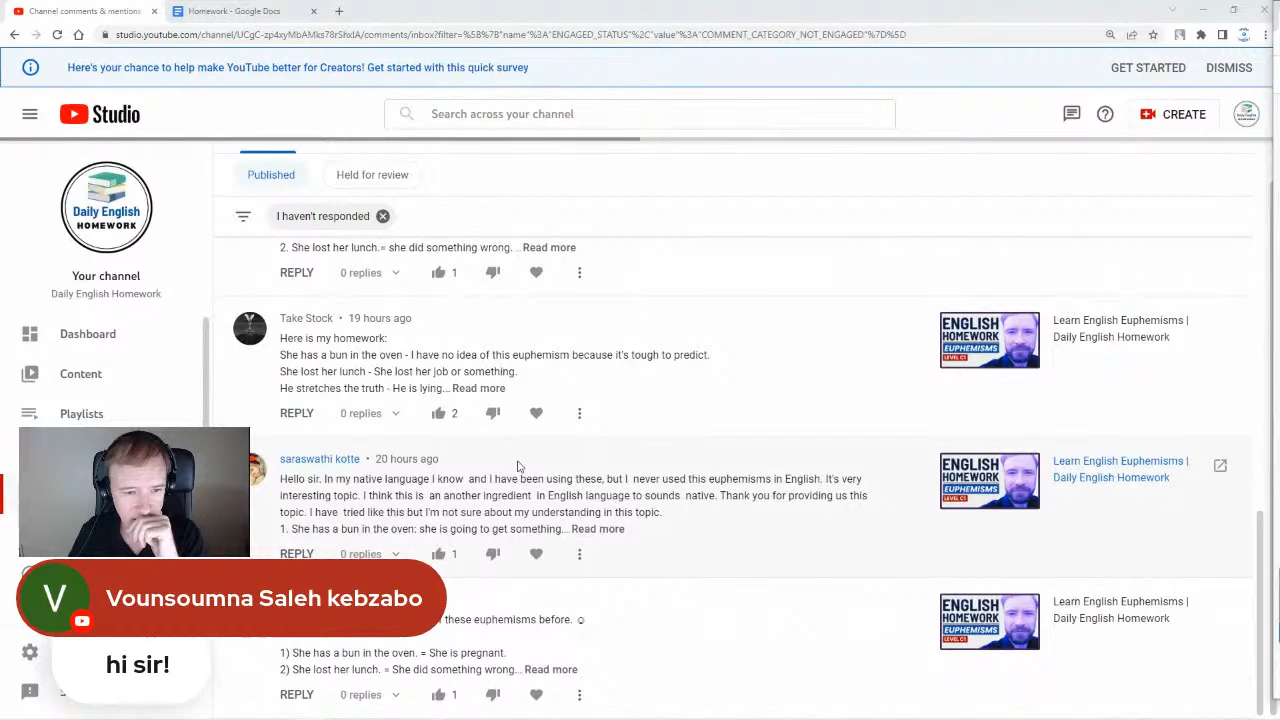 Channel comments & mentions
Homework - Google Docs
studio.youtube.com/channel/UCgC-zp4xyMbAMks78rShxIA/comments/inbox?filter=%5B%7B"name"%3A"ENGAGED_STATUS"%2C"value"%3A"COMMENT_CATEGORY_NOT_ENGAGED"%7D%5D
Here's your chance to help make YouTube better for Creators! Get started with this quick survey
GET STARTED
DISMISS
Studio
Search across your channel
CREATE
Published
Held for review
I haven't responded
Daily English
HOMEWORK
Your channel
Daily English Homework
Dashboard
Content
Playlists
2. She lost her lunch.= she did something wrong. ...Read more
REPLY 0 replies 1
Take Stock • 19 hours ago
Here is my homework:
She has a bun in the oven - I have no idea of this euphemism because it's tough to predict.
She lost her lunch - She lost her job or something.
He stretches the truth - He is lying... Read more
REPLY 0 replies 2
ENGLISH
HOMEWORK
EUPHEMISMS
LEVEL C1
Learn English Euphemisms |
Daily English Homework
saraswathi kotte • 20 hours ago
Hello sir. In my native language I know and I have been using these, but I never used this euphemisms in English. It's very
interesting topic. I think this is an another ingredient in English language to sounds native. Thank you for providing us this
topic. I have tried like this but I'm not sure about my understanding in this topic.
1. She has a bun in the oven: she is going to get something... Read more
REPLY 0 replies 1
ENGLISH
HOMEWORK
EUPHEMISMS
LEVEL C1
Learn English Euphemisms |
Daily English Homework
these euphemisms before. ☺
1) She has a bun in the oven. = She is pregnant.
2) She lost her lunch. = She did something wrong... Read more
REPLY 0 replies 1
ENGLISH
HOMEWORK
EUPHEMISMS
LEVEL C1
Learn English Euphemisms |
Daily English Homework
V
Vounsoumna Saleh kebzabo
hi sir!